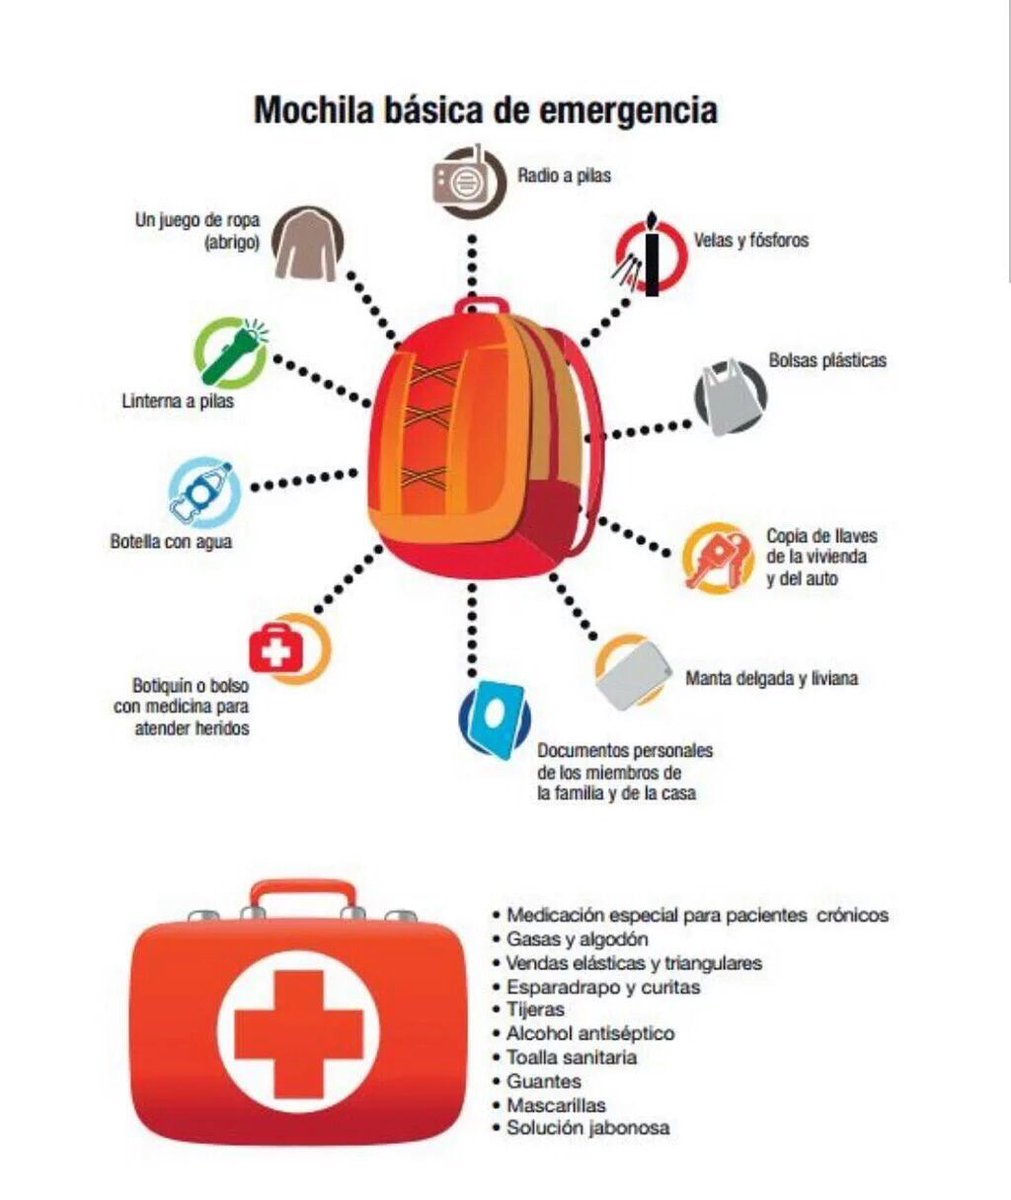 Mochila básica de emergencia
Radio a pilas
Un juego de ropa
(abrigo)
Velas y fósforos
Bolsas plásticas
Linterna a pilas
Botella con agua
Copia de llaves
de la vivienda
y del auto
Botiquín o bolso
con medicina para
atender heridos
Manta delgada y liviana
Documentos personales
de los miembros de
la familia y de la casa
• Medicación especial para pacientes crónicos
• Gasas y algodón
• Vendas elásticas y triangulares
• Esparadrapo y curitas
• Tijeras
• Alcohol antiséptico
• Toalla sanitaria
• Guantes
• Mascarillas
• Solución jabonosa